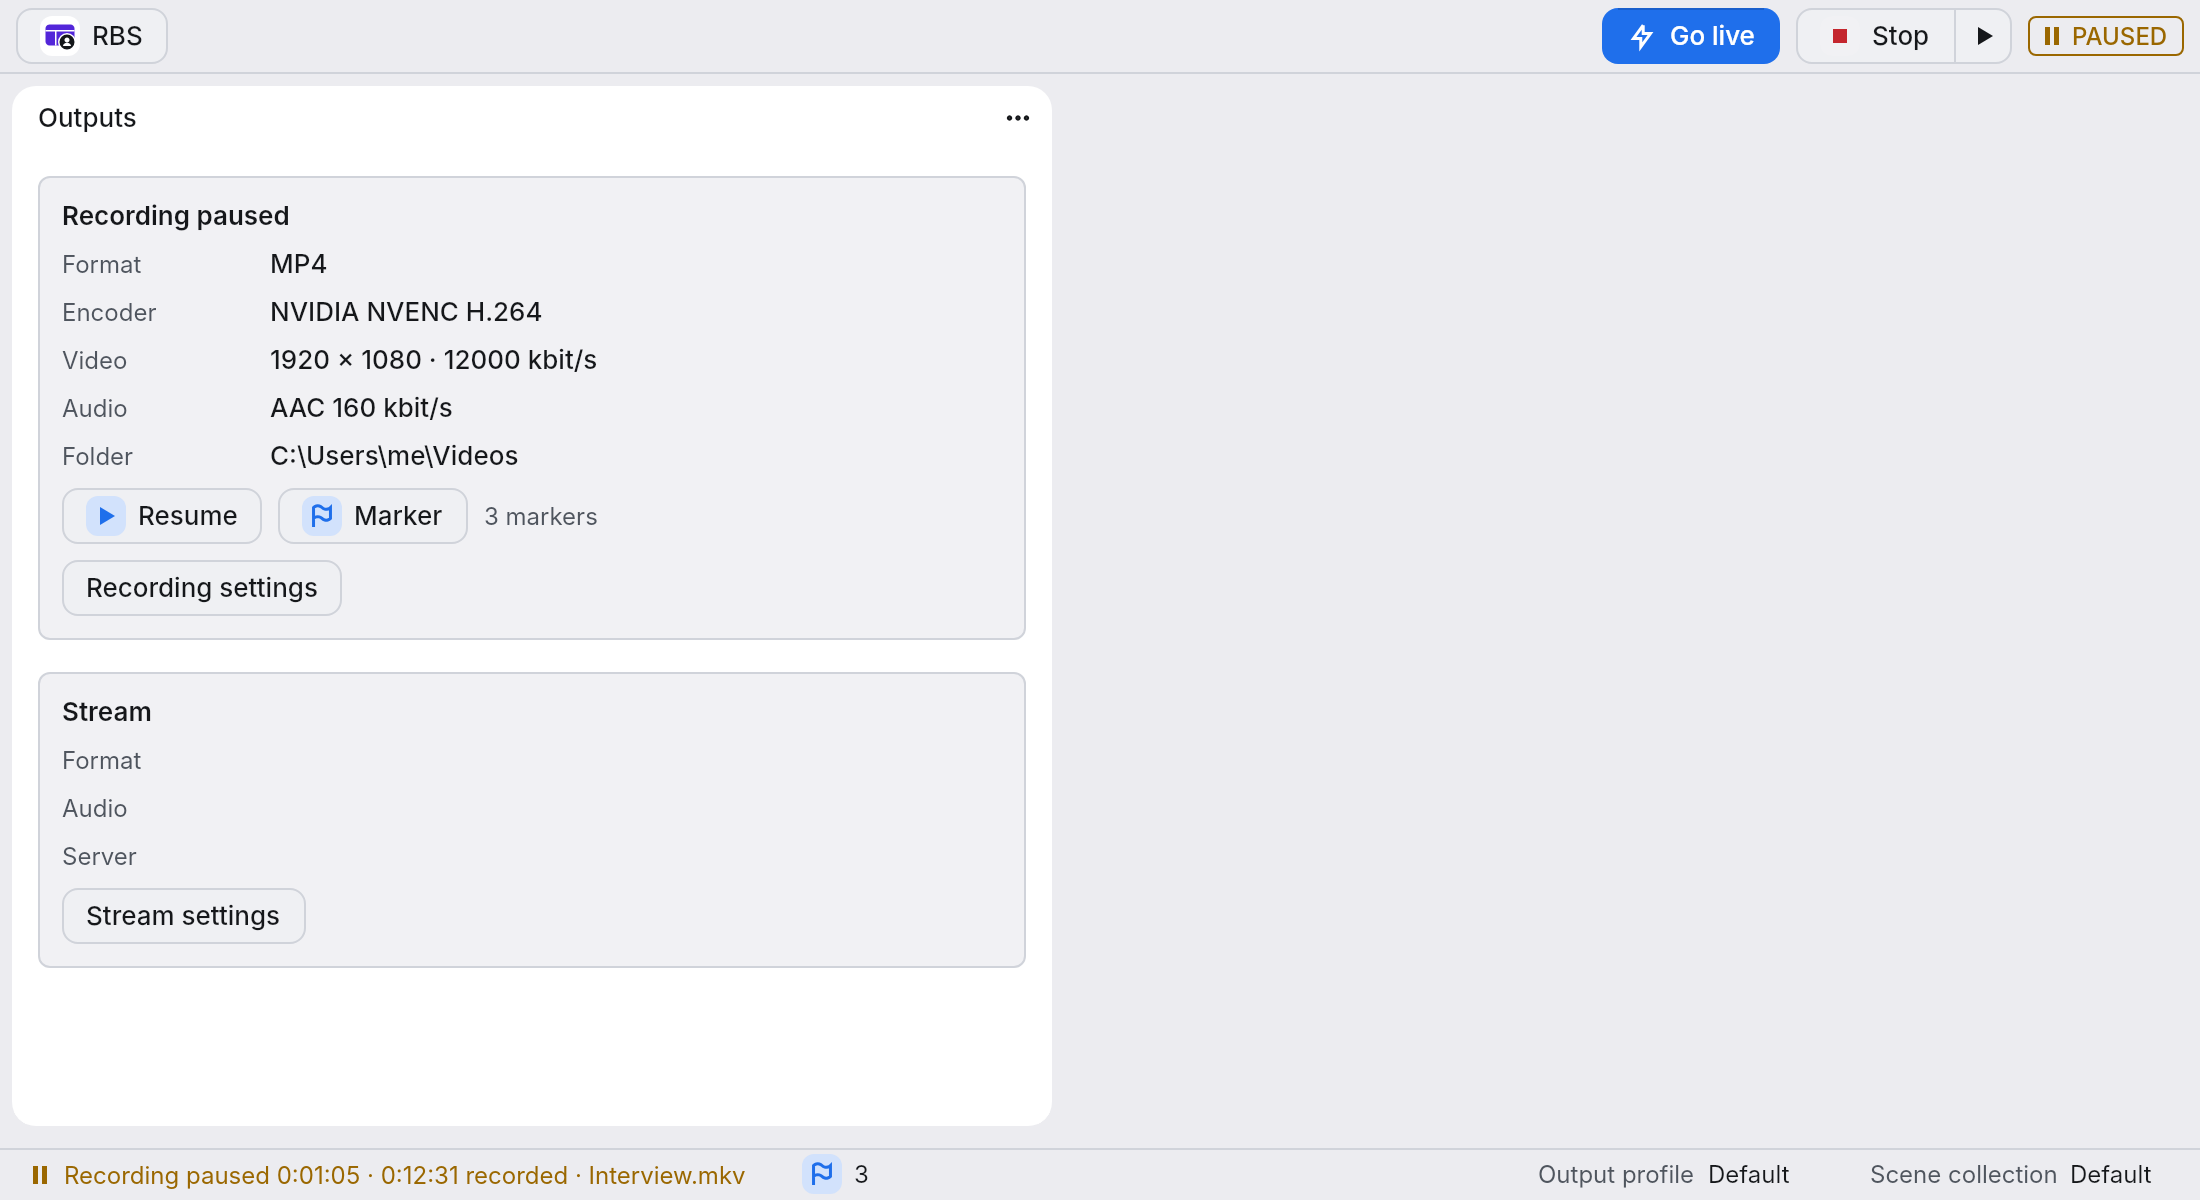 RBS
Go live
Stop
PAUSED
Outputs
Recording paused
Format MP4
Encoder NVIDIA NVENC H.264
Video 1920 × 1080 · 12000 kbit/s
Audio AAC 160 kbit/s
Folder C:\Users\me\Videos
Resume Marker 3 markers
Recording settings
Stream
Format
Audio
Server
Stream settings
Recording paused 0:01:05 · 0:12:31 recorded · Interview.mkv 3 Output profile Default Scene collection Default